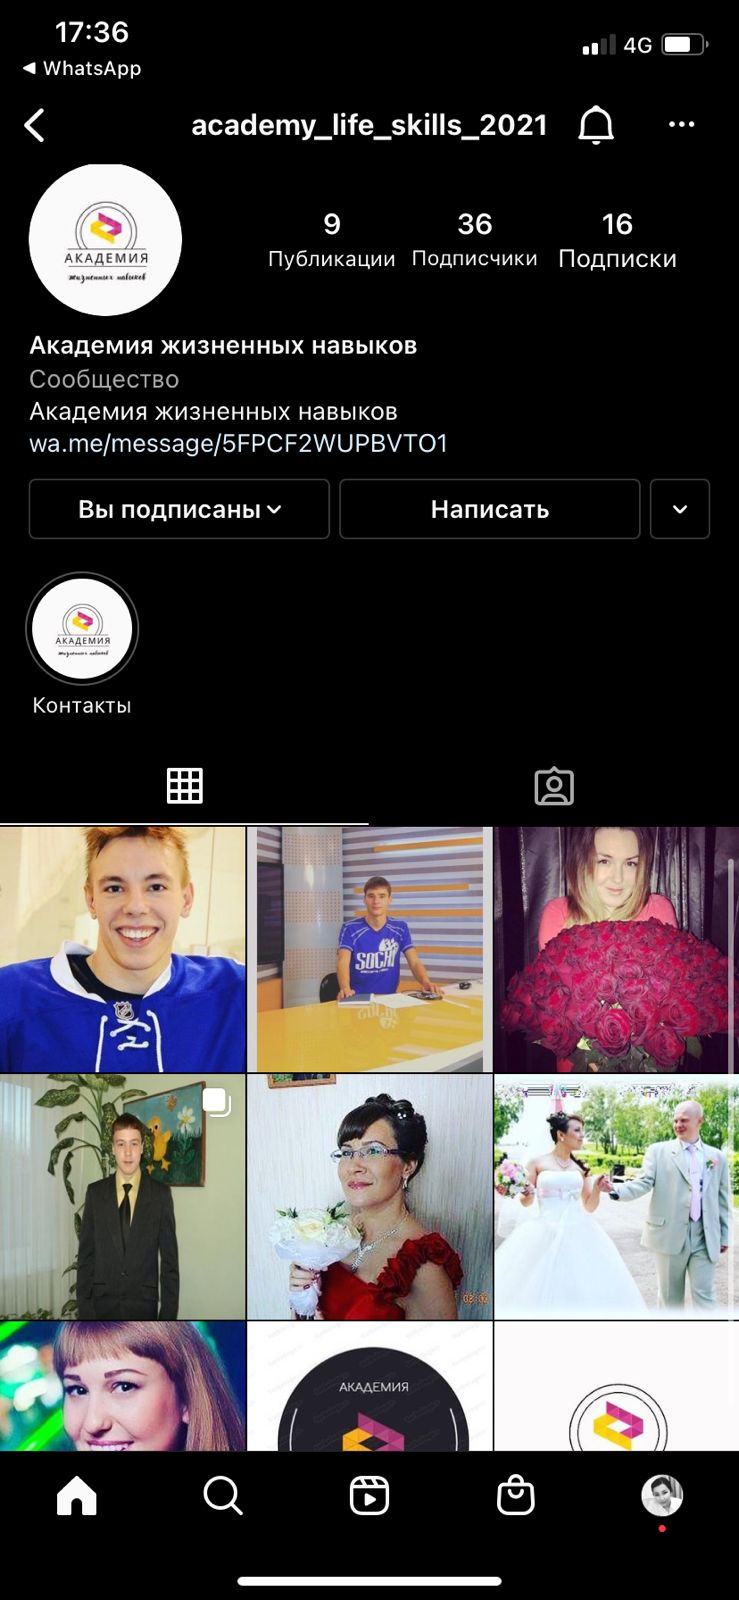 17:36
4G
WhatsApp
academy_life_skills_2021
АКАДЕМИЯ
жизненных навыков
9
36
16
Публикации
Подписчики
Подписки
Академия жизненных навыков
Сообщество
Академия жизненных навыков
wa.me/message/5FPCF2WUPBVTO1
Вы подписаны
Написать
АКАДЕМИЯ
жизненных навыков
Контакты
SOCHI
АКАДЕМИЯ